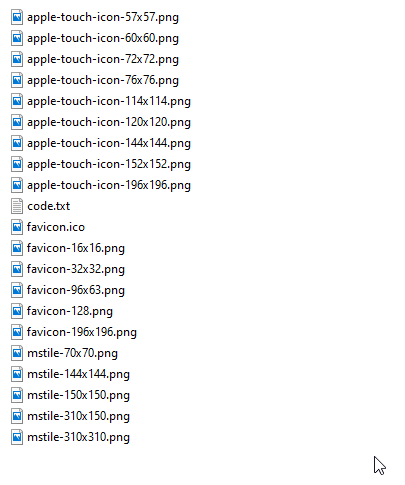 apple-touch-icon-57x57.png
apple-touch-icon-60x60.png
apple-touch-icon-72x72.png
apple-touch-icon-76x76.png
apple-touch-icon-114x114.png
apple-touch-icon-120x120.png
apple-touch-icon-144x144.png
apple-touch-icon-152x152.png
apple-touch-icon-196x196.png
code.txt
favicon.ico
favicon-16x16.png
favicon-32x32.png
favicon-96x63.png
favicon-128.png
favicon-196x196.png
mstile-70x70.png
mstile-144x144.png
mstile-150x150.png
mstile-310x150.png
mstile-310x310.png